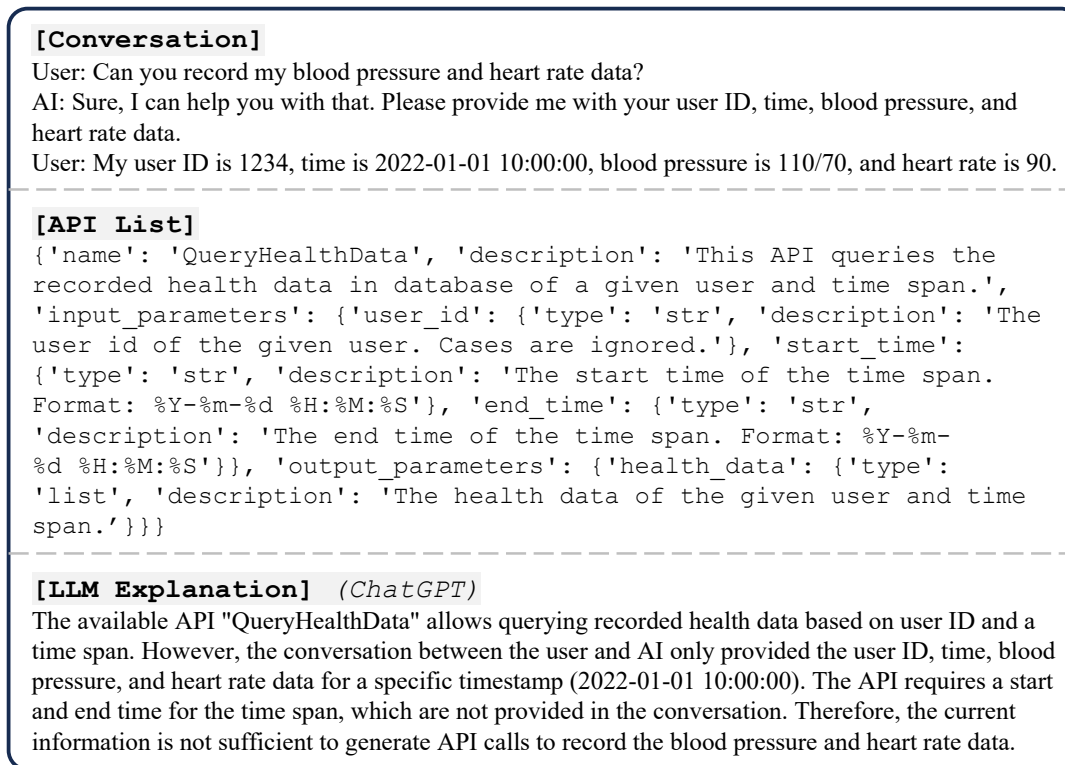 [Conversation]
User: Can you record my blood pressure and heart rate data?
AI: Sure, I can help you with that. Please provide me with your user ID, time, blood pressure, and
heart rate data.
User: My user ID is 1234, time is 2022-01-01 10:00:00, blood pressure is 110/70, and heart rate is 90.
[API List]
{'name': 'QueryHealthData', 'description': 'This API queries the
recorded health data in database of a given user and time span.',
'input_parameters': {'user_id': {'type': 'str', 'description': 'The
user id of the given user. Cases are ignored.'}, 'start_time':
{'type': 'str', 'description': 'The start time of the time span.
Format: %Y-%m-%d %H:%M:%S'}, 'end_time': {'type': 'str',
'description': 'The end time of the time span. Format: %Y-%m-
%d %H:%M:%S'}}, 'output_parameters': {'health_data': {'type':
'list', 'description': 'The health data of the given user and time
span.’}}}
[LLM Explanation] (ChatGPT)
The available API "QueryHealthData" allows querying recorded health data based on user ID and a
time span. However, the conversation between the user and AI only provided the user ID, time, blood
pressure, and heart rate data for a specific timestamp (2022-01-01 10:00:00). The API requires a start
and end time for the time span, which are not provided in the conversation. Therefore, the current
information is not sufficient to generate API calls to record the blood pressure and heart rate data.